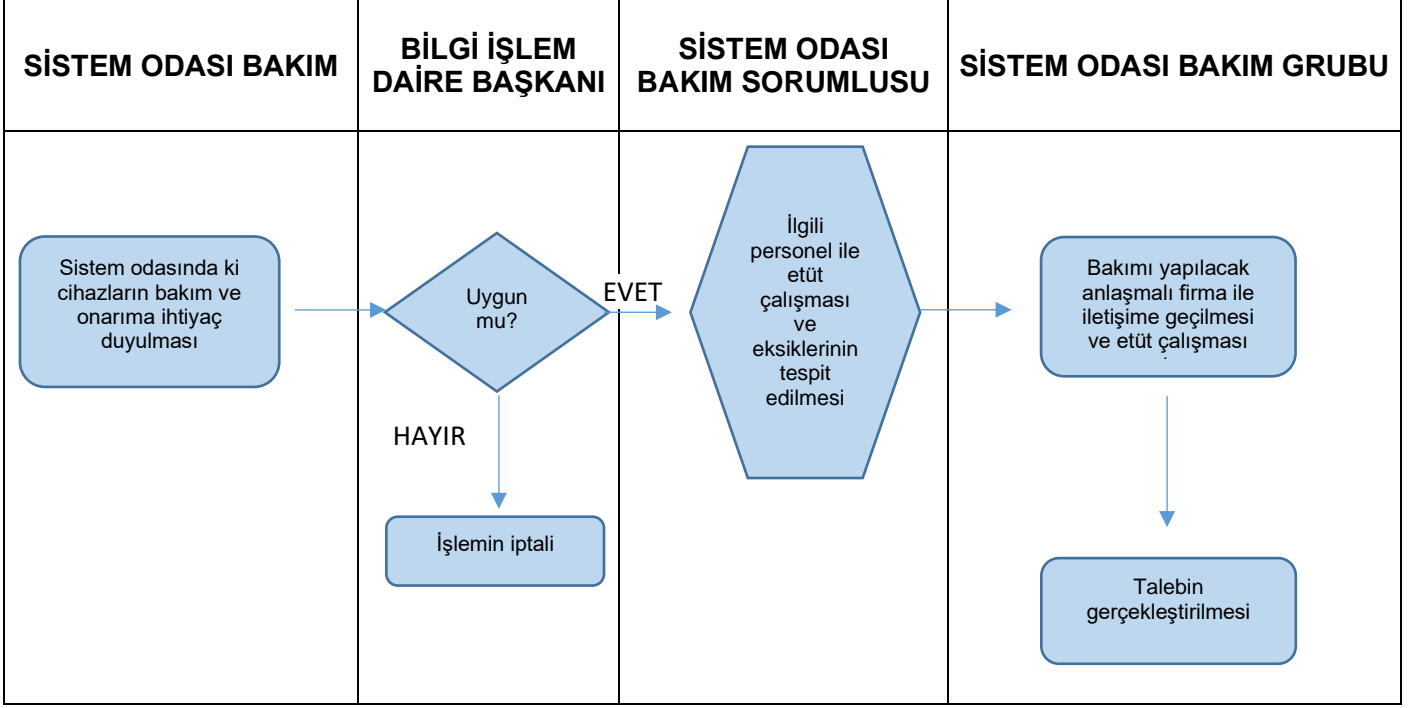 SİSTEM ODASI BAKIM
BİLGİ İŞLEM
DAİRE BAŞKANI
SİSTEM ODASI
BAKIM SORUMLUSU
SİSTEM ODASI BAKIM GRUBU
Sistem odasında ki
cihazların bakım ve
onarıma ihtiyaç
duyulması
Uygun
mu?
EVET
HAYIR
İşlemin iptali
İlgili
personel ile
etüt
çalışması
ve
eksiklerinin
tespit
edilmesi
Bakımı yapılacak
anlaşmalı firma ile
iletişime geçilmesi
ve etüt çalışması
Talebin
gerçekleştirilmesi